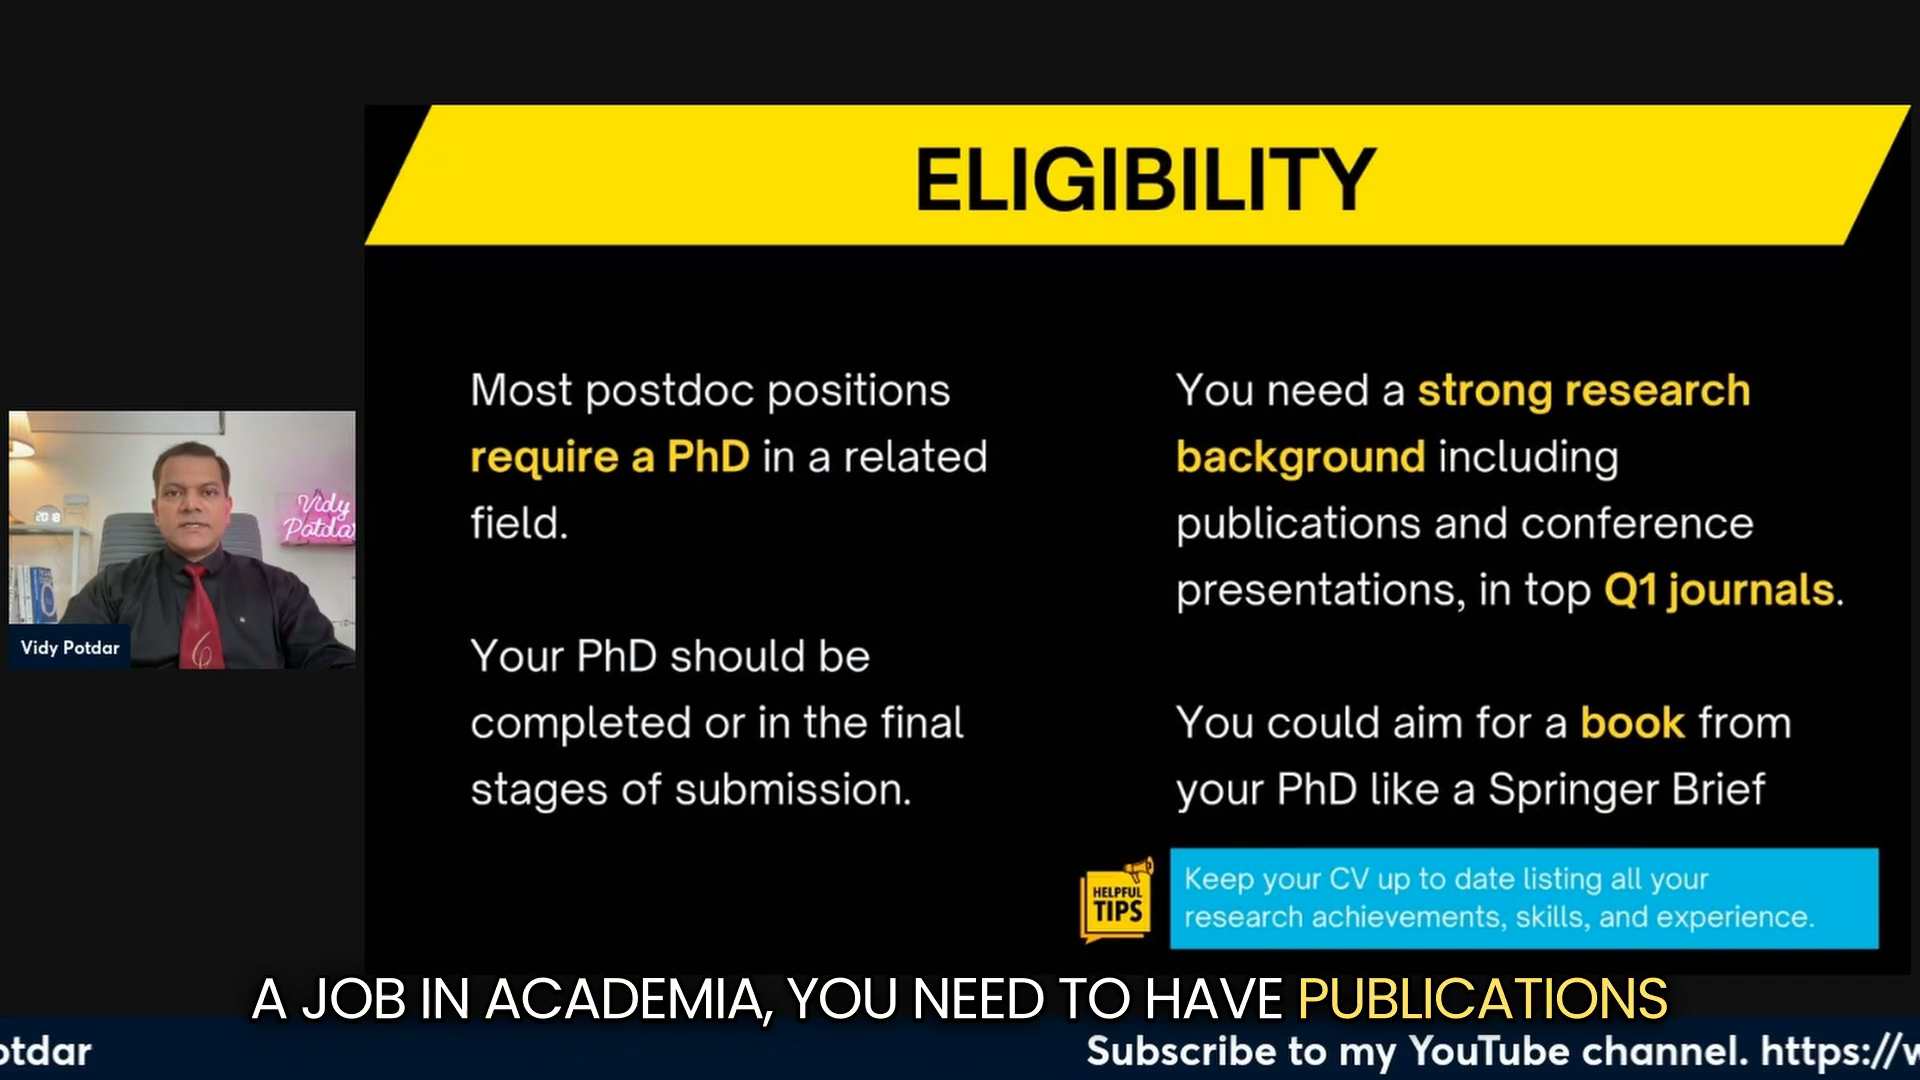 ELIGIBILITY
Most postdoc positions
require a PhD in a related
field.
Your PhD should be
completed or in the final
stages of submission.
You need a strong research
background including
publications and conference
presentations, in top Q1 journals.
You could aim for a book from
your PhD like a Springer Brief
HELPFUL
TIPS
Keep your CV up to date listing all your
research achievements, skills, and experience.
Vidy
Potdar
Vidy Potdar
A JOB IN ACADEMIA, YOU NEED TO HAVE PUBLICATIONS
otdar
Subscribe to my YouTube channel. https://w